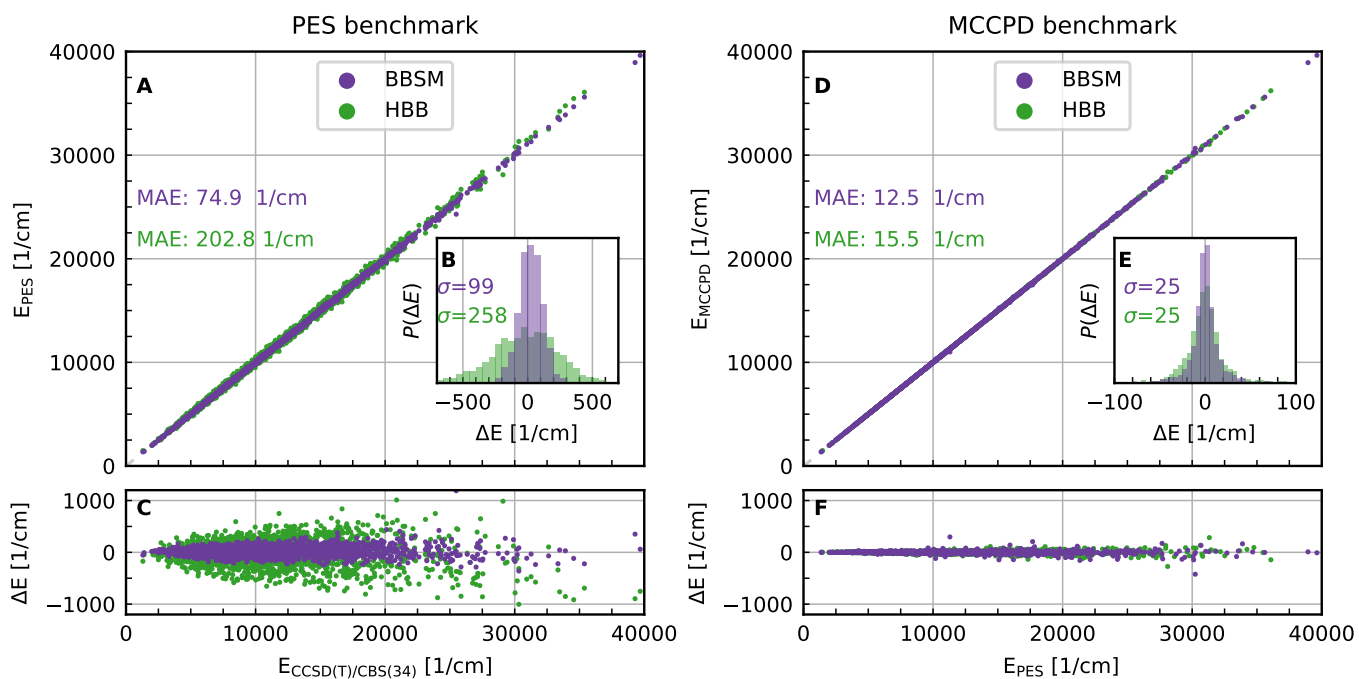 PES benchmark
A
BBSM
HBB
MAE: 74.9 1/cm
MAE: 202.8 1/cm
E_PES [1/cm]
40000
30000
20000
10000
0
B
σ=99
σ=258
P(ΔE)
−500 0 500
ΔE [1/cm]
C
ΔE [1/cm]
1000
0
−1000
0 10000 20000 30000 40000
E_CCSD(T)/CBS(34) [1/cm]
MCCPD benchmark
D
BBSM
HBB
MAE: 12.5 1/cm
MAE: 15.5 1/cm
E_MCCPD [1/cm]
40000
30000
20000
10000
0
E
σ=25
σ=25
P(ΔE)
−100 0 100
ΔE [1/cm]
F
ΔE [1/cm]
1000
0
−1000
0 10000 20000 30000 40000
E_PES [1/cm]